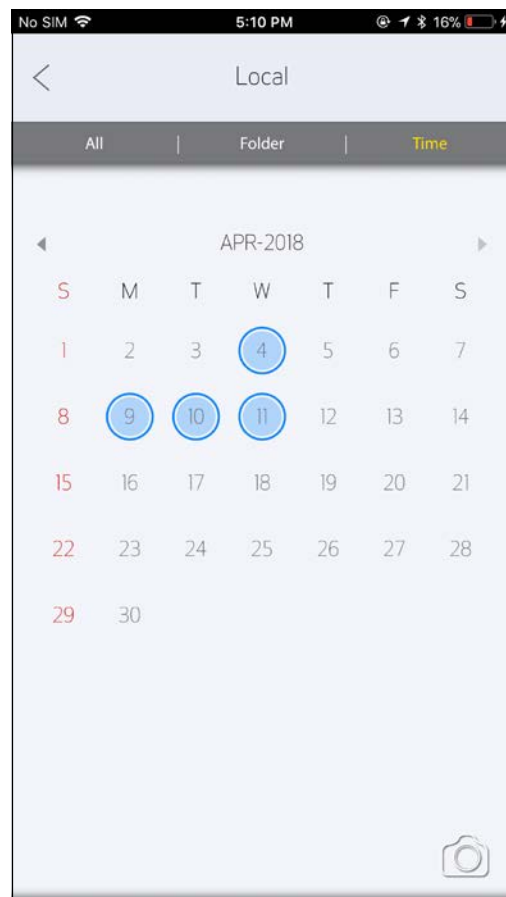 No SIM 5:10 PM 16%
Local
All | Folder | Time
APR-2018
S M T W T F S
1 2 3 4 5 6 7
8 9 10 11 12 13 14
15 16 17 18 19 20 21
22 23 24 25 26 27 28
29 30